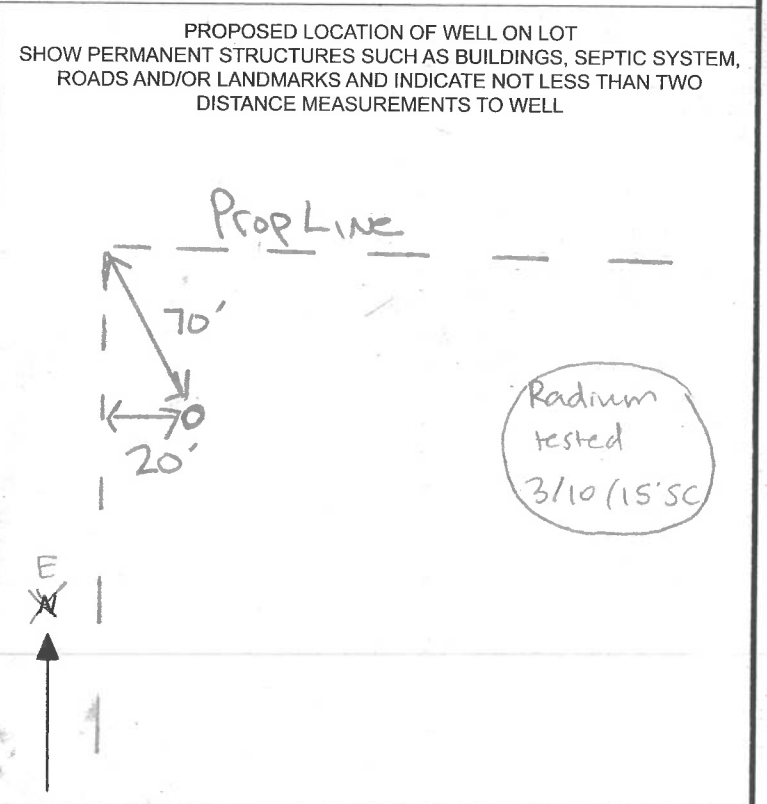 PROPOSED LOCATION OF WELL ON LOT
SHOW PERMANENT STRUCTURES SUCH AS BUILDINGS, SEPTIC SYSTEM,
ROADS AND/OR LANDMARKS AND INDICATE NOT LESS THAN TWO
DISTANCE MEASUREMENTS TO WELL
Prop Line
70'
20'
Radium
tested
3/10/15 SC
E
N